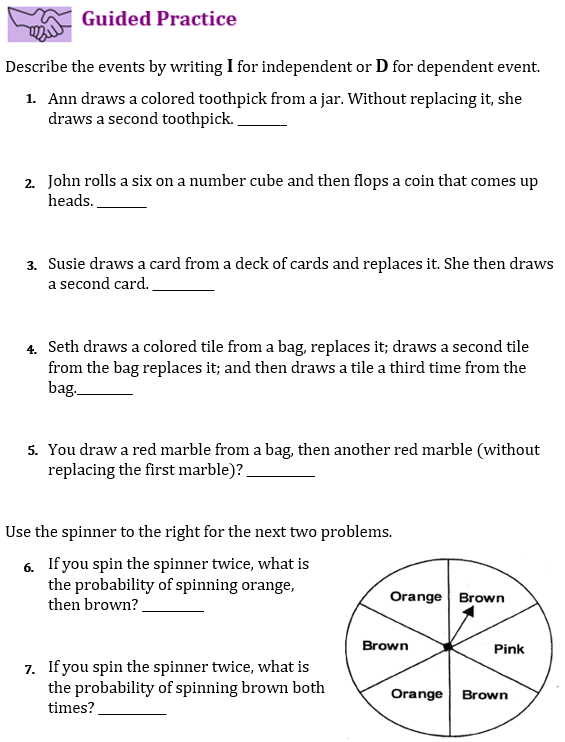 Guided Practice
Describe the events by writing I for independent or D for dependent event.
1. Ann draws a colored toothpick from a jar. Without replacing it, she
draws a second toothpick. _______
2. John rolls a six on a number cube and then flops a coin that comes up
heads. _______
3. Susie draws a card from a deck of cards and replaces it. She then draws
a second card. _________
4. Seth draws a colored tile from a bag, replaces it; draws a second tile
from the bag replaces it; and then draws a tile a third time from the
bag.________
5. You draw a red marble from a bag, then another red marble (without
replacing the first marble)? __________
Use the spinner to the right for the next two problems.
6. If you spin the spinner twice, what is
the probability of spinning orange,
then brown? _________
7. If you spin the spinner twice, what is
the probability of spinning brown both
times? __________
Orange Brown
Brown Pink
Orange Brown